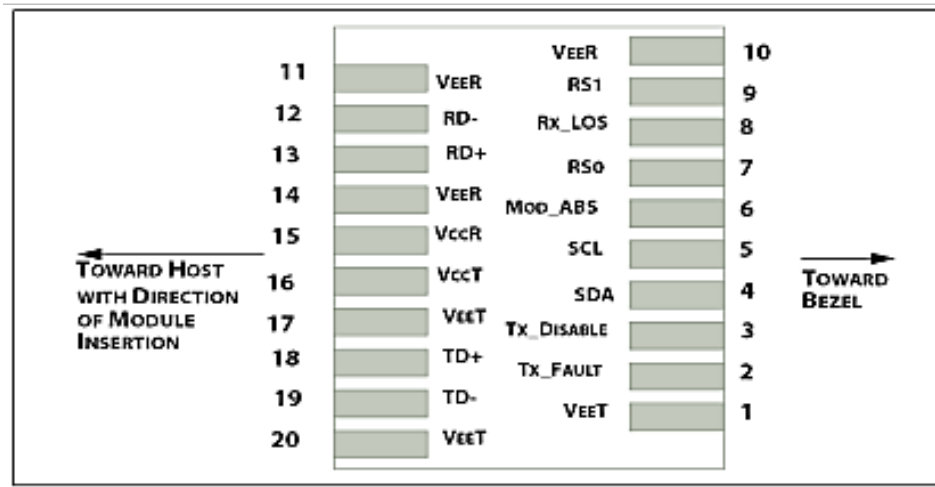 11 VEER
12 RD-
13 RD+
14 VEER
15 VCCR
16 VCCT
17 VEET
18 TD+
19 TD-
20 VEET
VEER 10
RS1 9
RX_LOS 8
RS0 7
MOD_ABS 6
SCL 5
SDA 4
TX_DISABLE 3
TX_FAULT 2
VEET 1
TOWARD HOST
WITH DIRECTION
OF MODULE
INSERTION
TOWARD
BEZEL